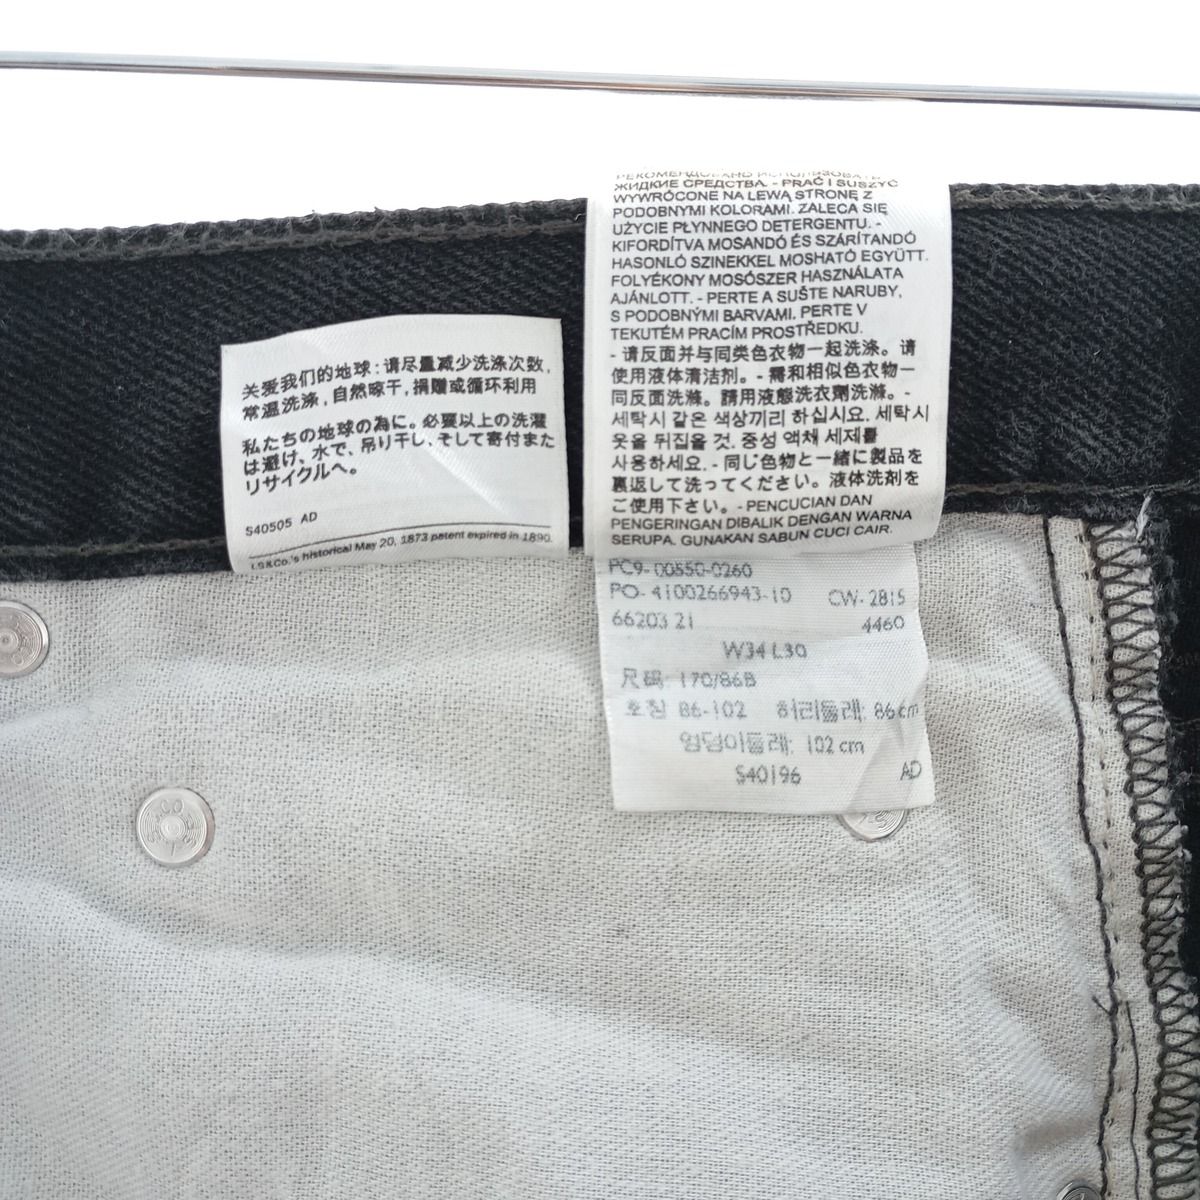 关爱我们的地球：请尽量减少洗涤次数，
常温洗涤，自然晾干，捐赠或循环利用
私たちの地球の為に。必要以上の洗濯
は避け、水で、吊り干し、そして寄付また
はリサイクルへ。
S40505 AD
LS&Co.'s historical May 20, 1873 patent expired in 1890.
РЕКОМЕНДОВАНО ИСПОЛЬЗОВАТЬ
ЖИДКИЕ СРЕДСТВА. - PRAĆ I SUSZYĆ
WYWRÓCONE NA LEWĄ STRONĘ Z
PODOBNYMI KOLORAMI. ZALECA SIĘ
UŻYCIE PŁYNNEGO DETERGENTU. -
KIFORDÍTVA MOSANDÓ ÉS SZÁRÍTANDÓ
HASONLÓ SZINEKKEL MOSHATÓ EGYÜTT.
FOLYÉKONY MOSÓSZER HASZNÁLATA
AJÁNLOTT. - PERTE A SUŠTE NARUBY,
S PODOBNÝMI BARVAMI. PERTE V
TEKUTÉM PRACÍM PROSTŘEDKU.
- 请反面并与同类色衣物一起洗涤。请
使用液体清洁剂。- 需和相似色衣物一
同反面洗滌。請用液態洗衣劑洗滌。-
세탁시 같은 색상끼리 하십시요. 세탁시
옷을 뒤집을 것. 중성 액채 세제를
사용하세요. - 同じ色物と一緒に製品を
裏返して洗ってください。液体洗剤を
ご使用下さい。- PENCUCIAN DAN
PENGERINGAN DIBALIK DENGAN WARNA
SERUPA. GUNAKAN SABUN CUCI CAIR.
PC9-00550-0260
PO-4100266943-10 CW-2815
66203 21 4460
W34 L30
尺码: 170/86B
호칭 86-102 허리둘레: 86cm
엉덩이둘레: 102 cm
S40196 AD